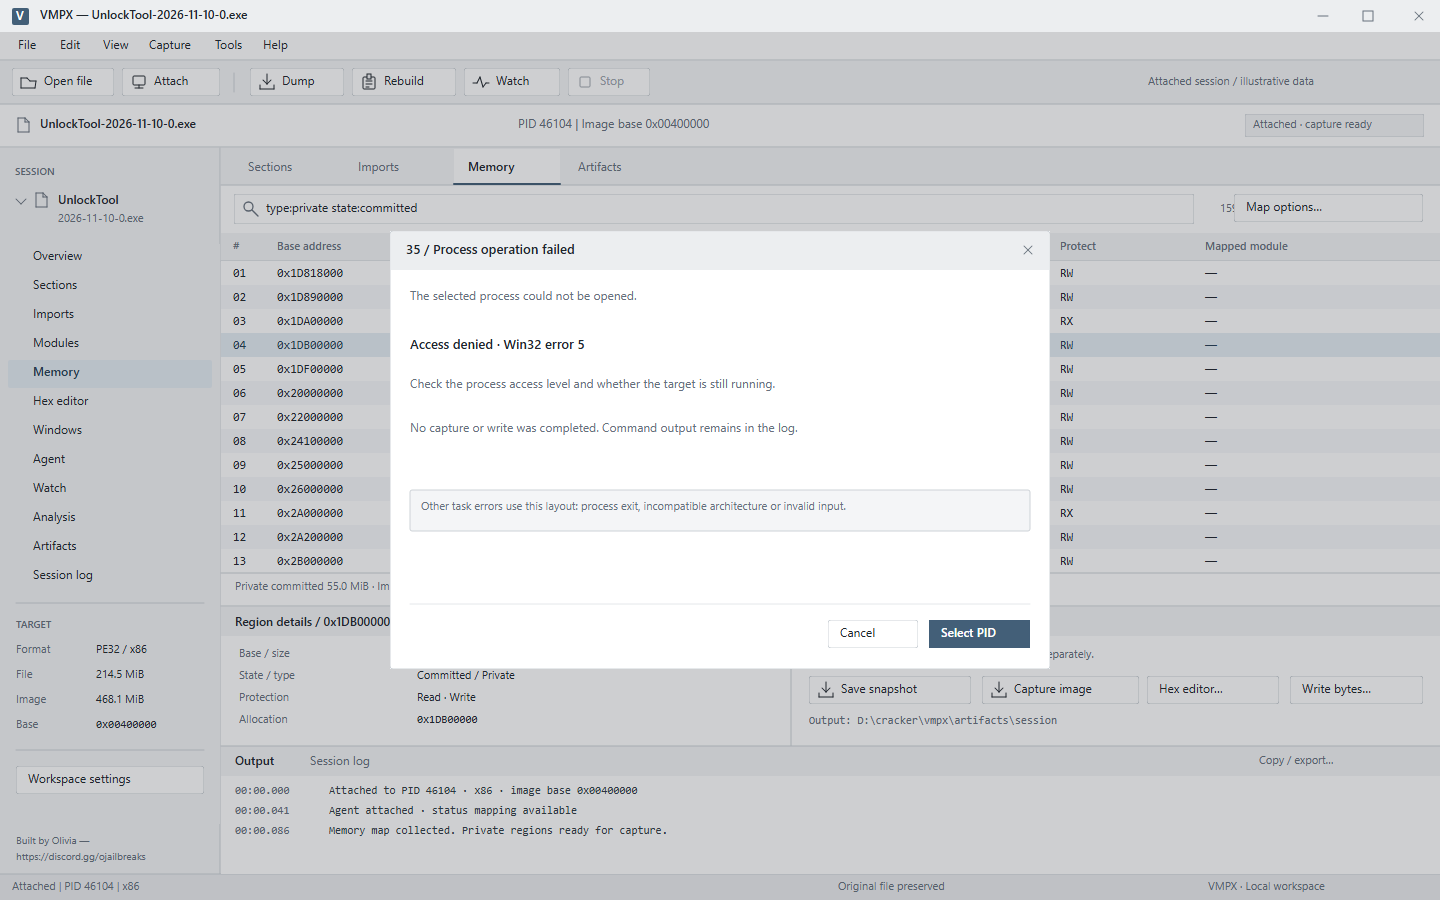 V VMPX — UnlockTool-2026-11-10-0.exe
File Edit View Capture Tools Help
Open file Attach Dump Rebuild Watch Stop Attached session / illustrative data
UnlockTool-2026-11-10-0.exe PID 46104 | Image base 0x00400000 Attached · capture ready
SESSION
UnlockTool
2026-11-10-0.exe
Overview
Sections
Imports
Modules
Memory
Hex editor
Windows
Agent
Watch
Analysis
Artifacts
Session log
TARGET
Format PE32 / x86
File 214.5 MiB
Image 468.1 MiB
Base 0x00400000
Workspace settings
Built by Olivia —
https://discord.gg/ojailbreaks
Sections Imports Memory Artifacts
type:private state:committed Map options...
# Base address Protect Mapped module
01 0x1D818000 RW —
02 0x1D890000 RW —
03 0x1DA00000 RX —
04 0x1DB00000 RW —
05 0x1DF00000 RW —
06 0x20000000 RW —
07 0x22000000 RW —
08 0x24100000 RW —
09 0x25000000 RW —
10 0x26000000 RW —
11 0x2A000000 RX —
12 0x2A200000 RW —
13 0x2B000000 RW —
Private committed 55.0 MiB · Im
35 / Process operation failed
The selected process could not be opened.
Access denied · Win32 error 5
Check the process access level and whether the target is still running.
No capture or write was completed. Command output remains in the log.
Other task errors use this layout: process exit, incompatible architecture or invalid input.
Cancel Select PID
Region details / 0x1DB00000
Base / size
State / type Committed / Private
Protection Read · Write
Allocation 0x1DB00000
eparately.
Save snapshot Capture image Hex editor... Write bytes...
Output: D:\cracker\vmpx\artifacts\session
Output Session log Copy / export...
00:00.000 Attached to PID 46104 · x86 · image base 0x00400000
00:00.041 Agent attached · status mapping available
00:00.086 Memory map collected. Private regions ready for capture.
Attached | PID 46104 | x86 Original file preserved VMPX · Local workspace